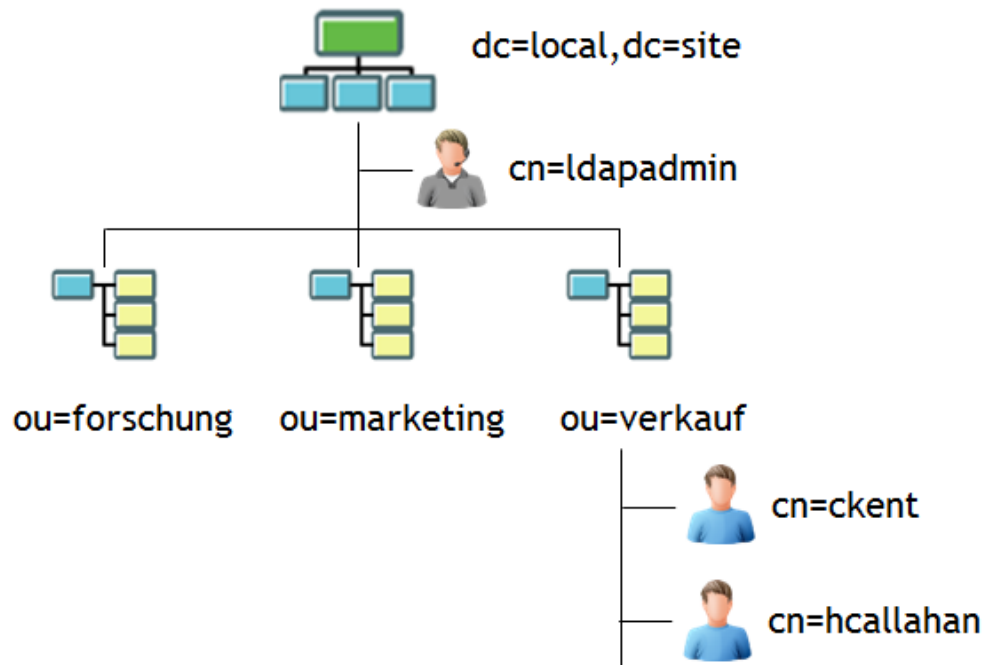 dc=local,dc=site
cn=ldapadmin
ou=forschung
ou=marketing
ou=verkauf
cn=ckent
cn=hcallahan